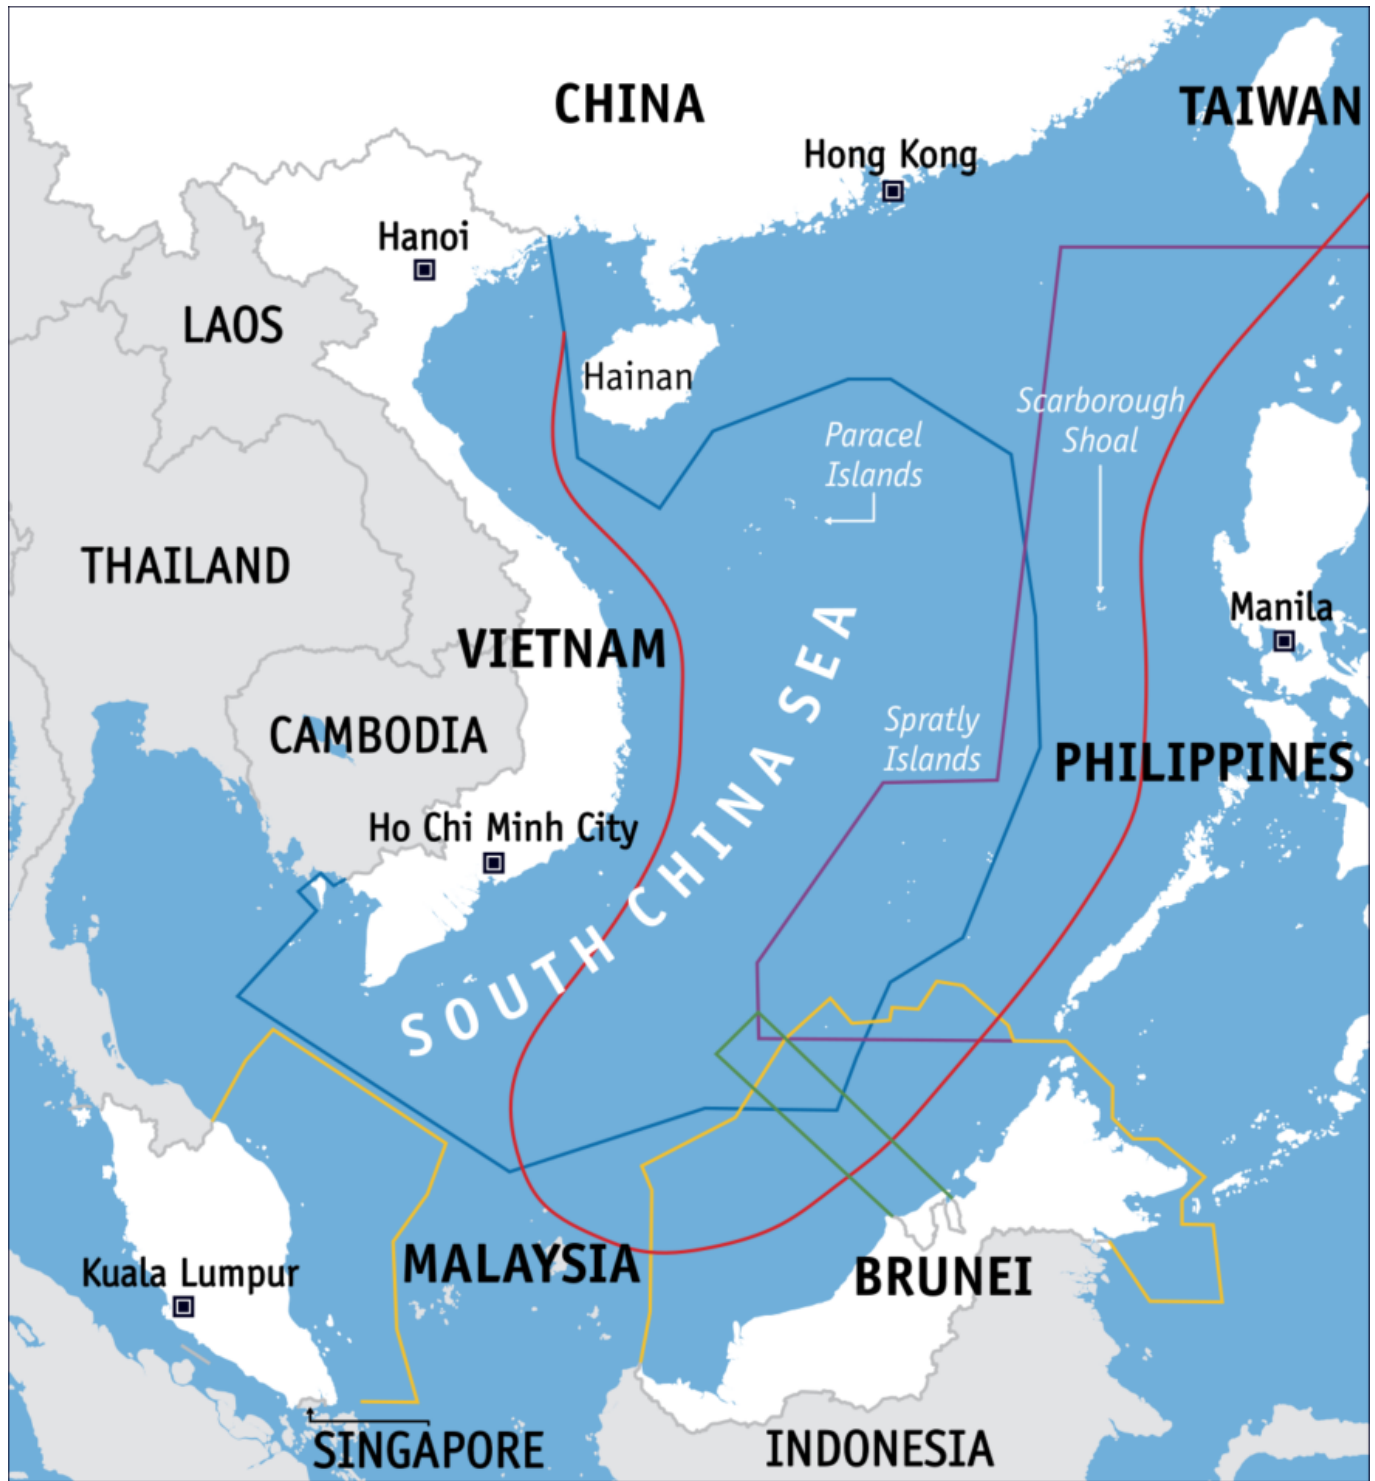 CHINA
TAIWAN
Hong Kong
Hanoi
LAOS
Hainan
Scarborough
Shoal
Paracel
Islands
THAILAND
Manila
VIETNAM
SOUTH CHINA SEA
Spratly
Islands
CAMBODIA
PHILIPPINES
Ho Chi Minh City
MALAYSIA
Kuala Lumpur
BRUNEI
SINGAPORE
INDONESIA